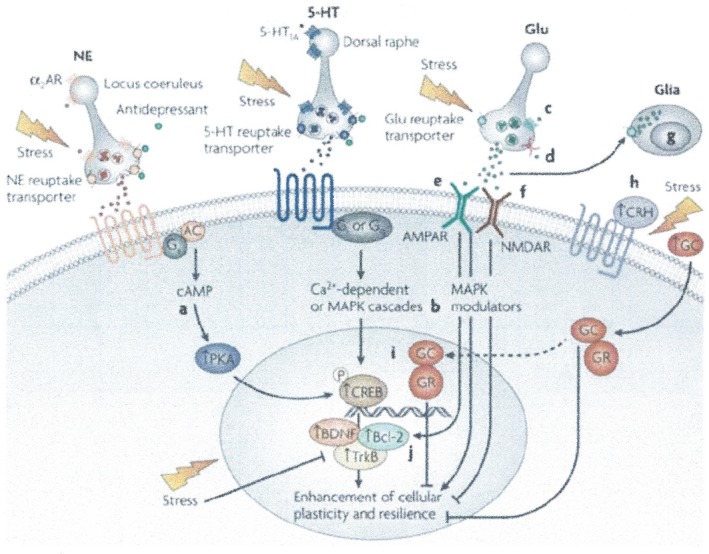 5-HT
5-HT1A
Dorsal raphe
Glu
NE
Stress
Glia
α2AR
Locus coeruleus
Antidepressant
Stress
c
Glu reuptake
transporter
g
5-HT reuptake
transporter
d
Stress
NE reuptake
transporter
e
f
h
Stress
↑CRH
↑GC
G
AC
G or G
AMPAR
NMDAR
cAMP
a
Ca2+-dependent
or MAPK cascades
b
MAPK
modulators
↑PKA
i
GC
GR
GC
GR
P
↑CREB
↑BDNF
↑Bcl-2
↑TrkB
j
Stress
Enhancement of cellular
plasticity and resilience